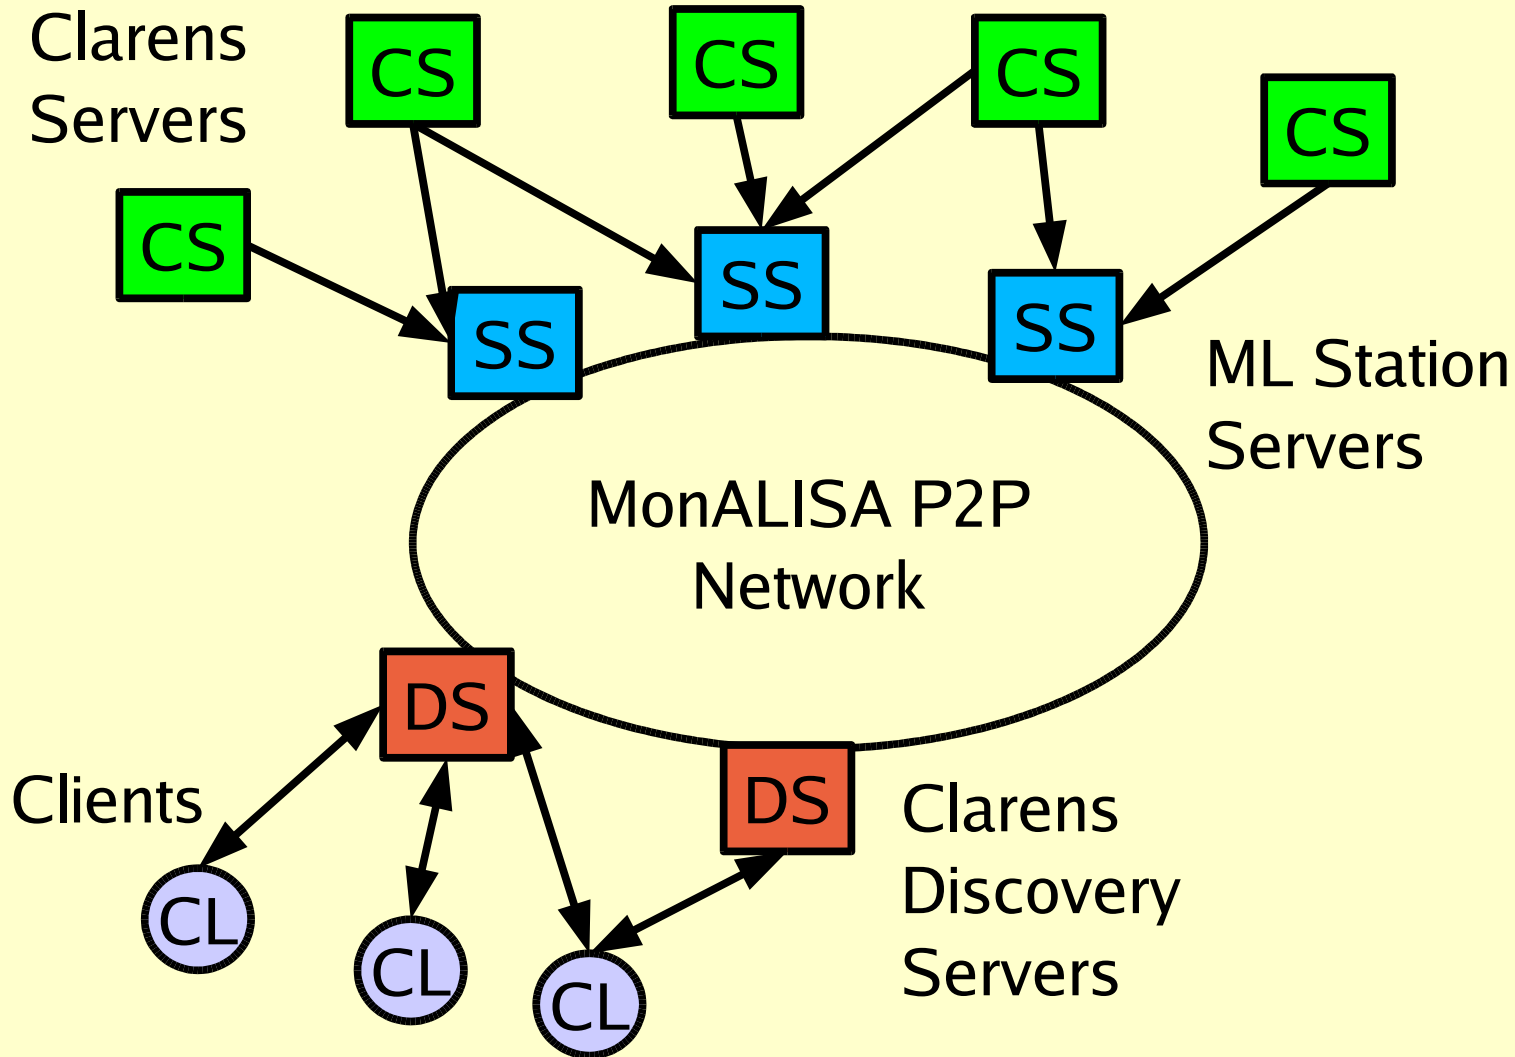 Clarens
Servers
CS
CS
CS
CS
CS
SS
SS
SS
ML Station
Servers
MonALISA P2P
Network
DS
DS
Clients
Clarens
Discovery
Servers
CL
CL
CL